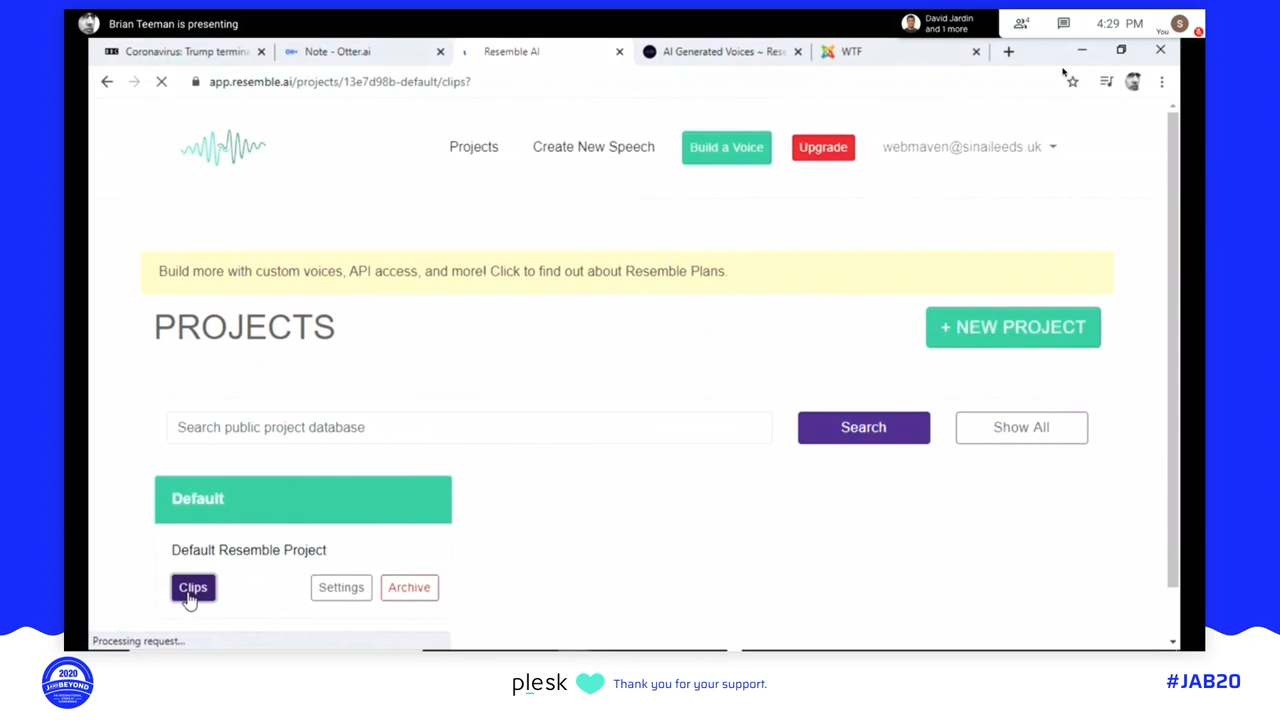 Brian Teeman is presenting
David Jardin
and 1 more
4
4:29 PM
You
S
Coronavirus: Trump termina
Note - Otter.ai
Resemble AI
AI Generated Voices ~ Rese
WTF
app.resemble.ai/projects/13e7d98b-default/clips?
Projects
Create New Speech
Build a Voice
Upgrade
webmaven@sinaileeds.uk
Build more with custom voices, API access, and more! Click to find out about Resemble Plans.
PROJECTS
+ NEW PROJECT
Search public project database
Search
Show All
Default
Default Resemble Project
Clips
Settings
Archive
Processing request...
2020
BEYOND
plesk
Thank you for your support.
#JAB20